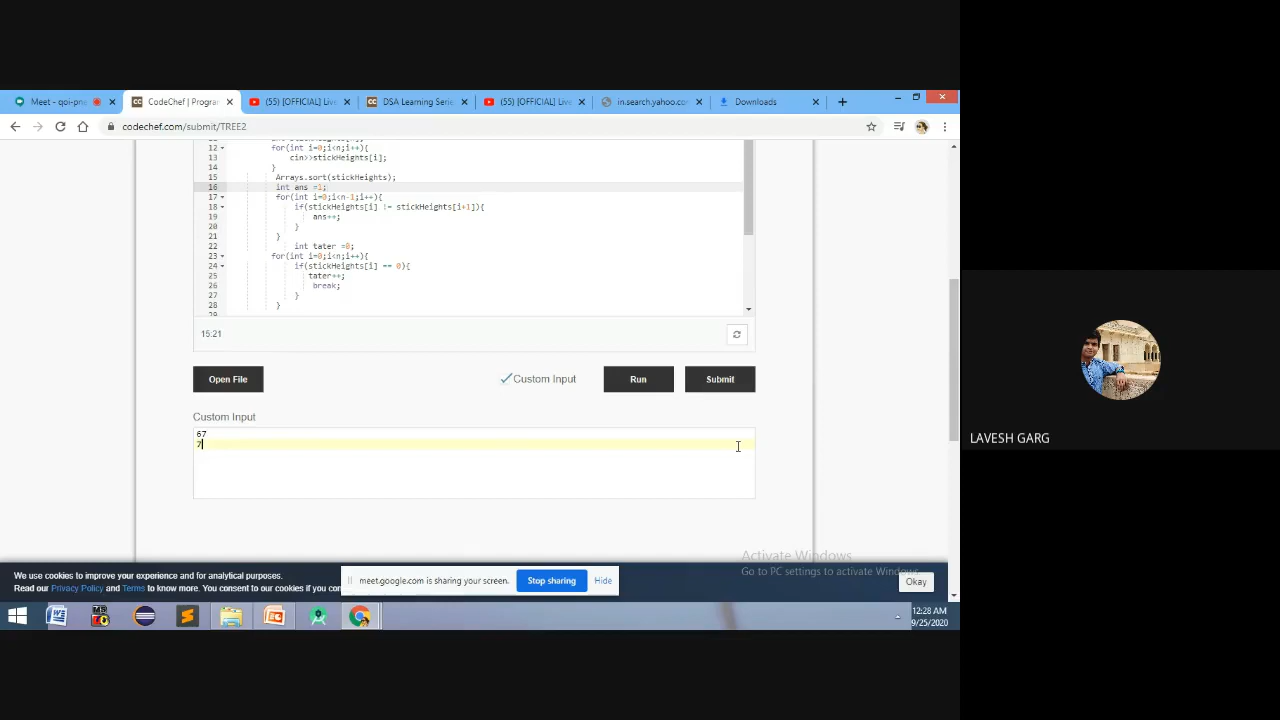 Meet - qoi-pne
CodeChef | Program
(55) [OFFICIAL] Live
DSA Learning Serie
(55) [OFFICIAL] Live
in.search.yahoo.co
Downloads
codechef.com/submit/TREE2
12 for(int i=0;i<n;i++){
13 cin>>stickHeights[i];
14 }
15 Arrays.sort(stickHeights);
16 int ans =1;
17 for(int i=0;i<n-1;i++){
18 if(stickHeights[i] != stickHeights[i+1]){
19 ans++;
20 }
21 }
22 int tater =0;
23 for(int i=0;i<n;i++){
24 if(stickHeights[i] == 0){
25 tater++;
26 break;
27 }
28 }
29
15:21
Open File
Custom Input
Run
Submit
Custom Input
67
7
Activate Windows
Go to PC settings to activate Windows.
We use cookies to improve your experience and for analytical purposes.
Read our Privacy Policy and Terms to know more. You consent to our cookies if you con
meet.google.com is sharing your screen.
Stop sharing
Hide
Okay
12:28 AM
9/25/2020
LAVESH GARG